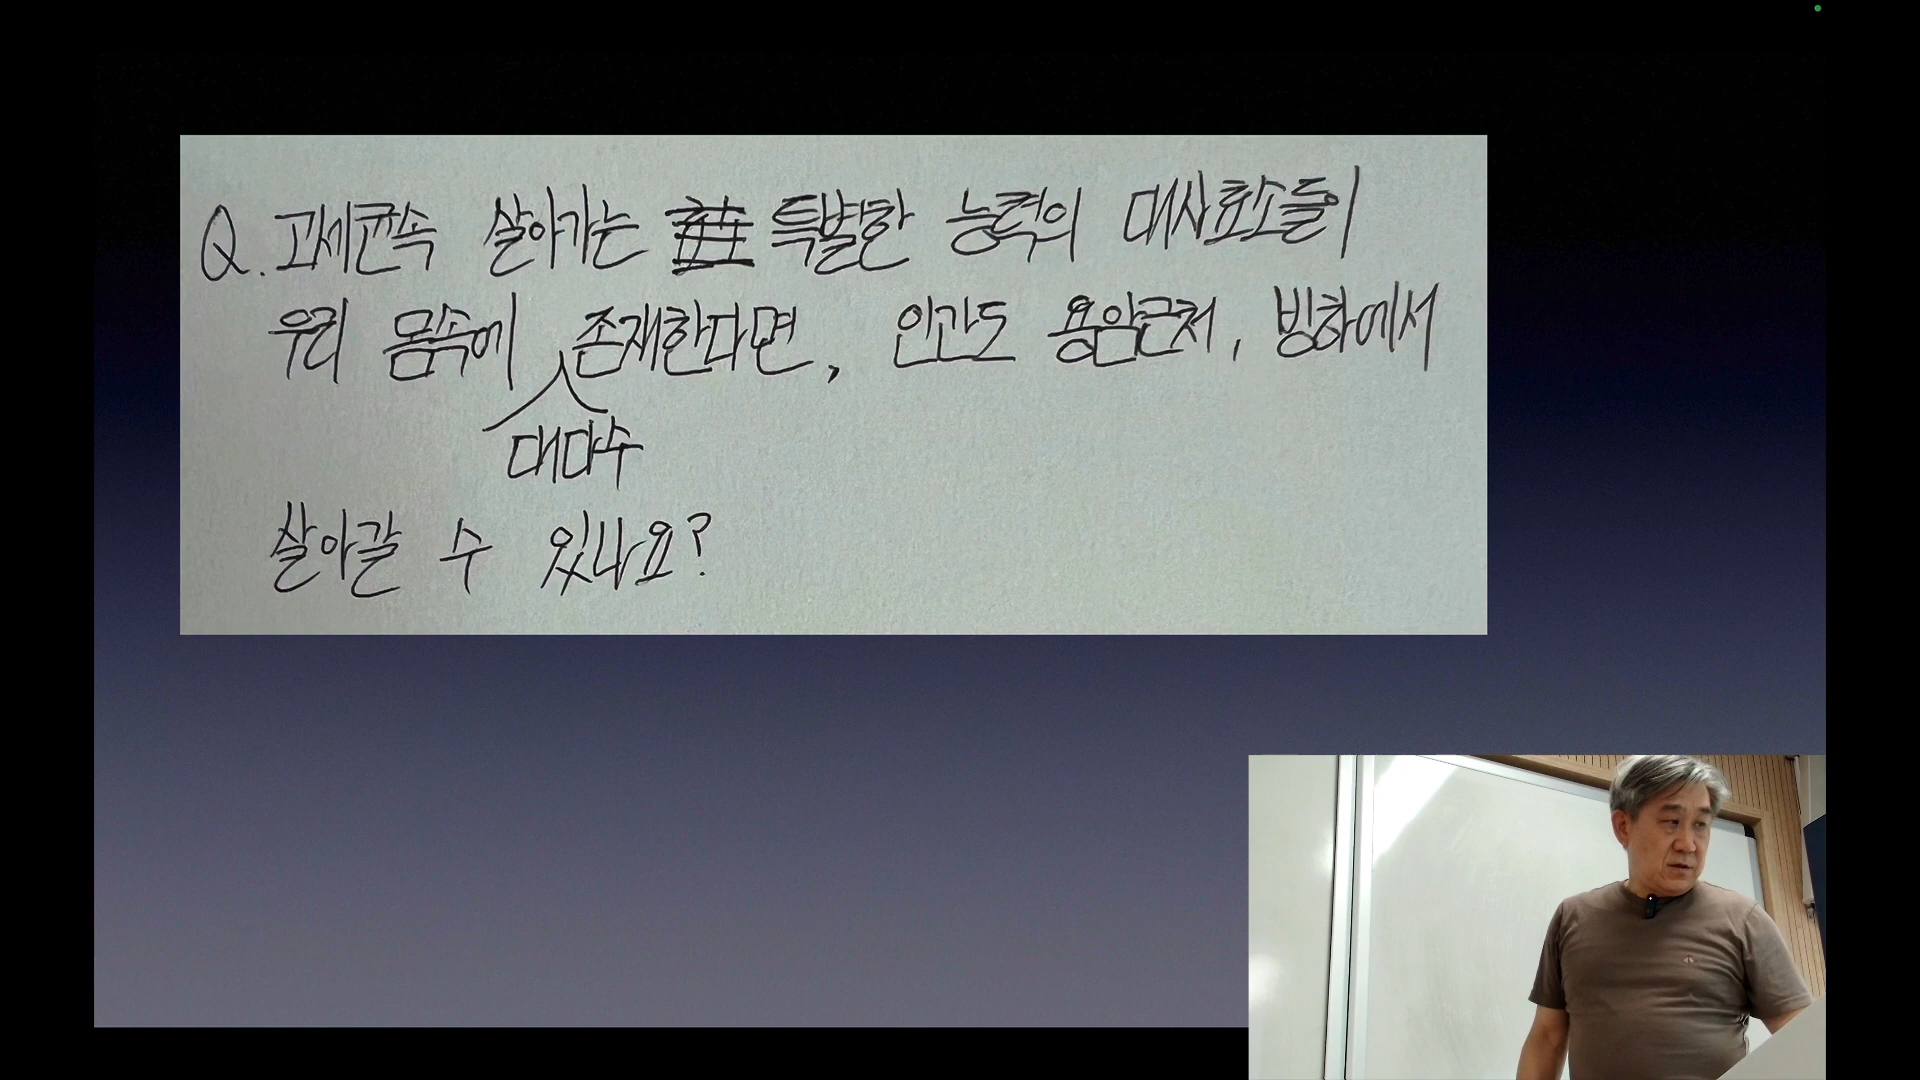 Q. 고세균속 살아가는 특별한 능력의 대사효소들이
우리 몸속에 존재한다면, 인간도 용암근처, 빙하에서
대다수
살아갈 수 있나요?